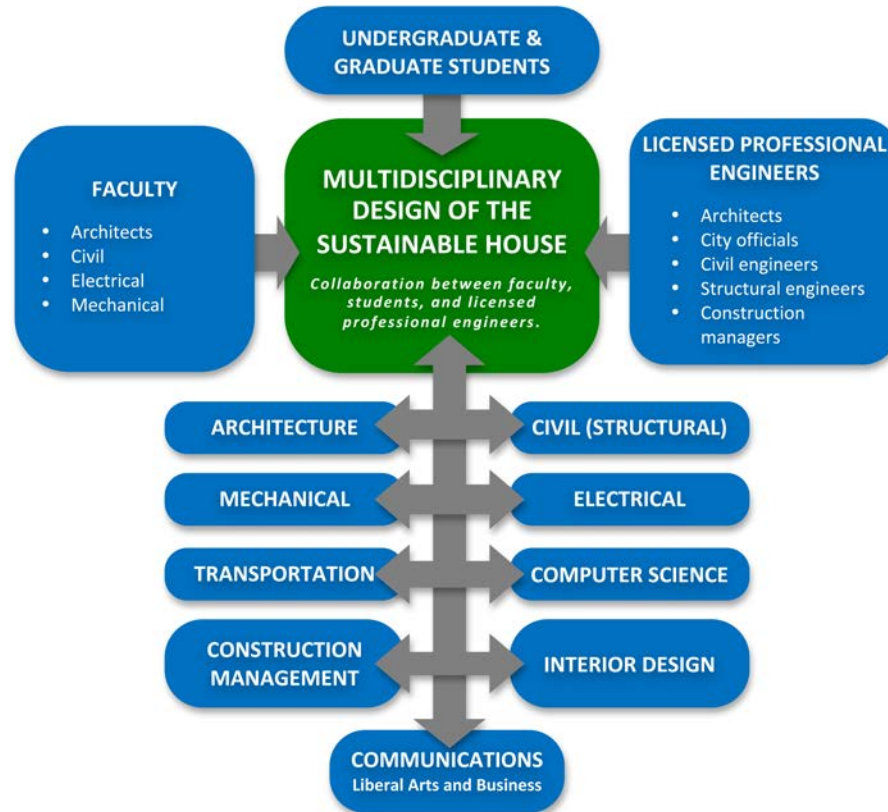 UNDERGRADUATE &
GRADUATE STUDENTS
FACULTY
• Architects
• Civil
• Electrical
• Mechanical
MULTIDISCIPLINARY
DESIGN OF THE
SUSTAINABLE HOUSE
Collaboration between faculty,
students, and licensed
professional engineers.
LICENSED PROFESSIONAL
ENGINEERS
• Architects
• City officials
• Civil engineers
• Structural engineers
• Construction
managers
ARCHITECTURE
CIVIL (STRUCTURAL)
MECHANICAL
ELECTRICAL
TRANSPORTATION
COMPUTER SCIENCE
CONSTRUCTION
MANAGEMENT
INTERIOR DESIGN
COMMUNICATIONS
Liberal Arts and Business